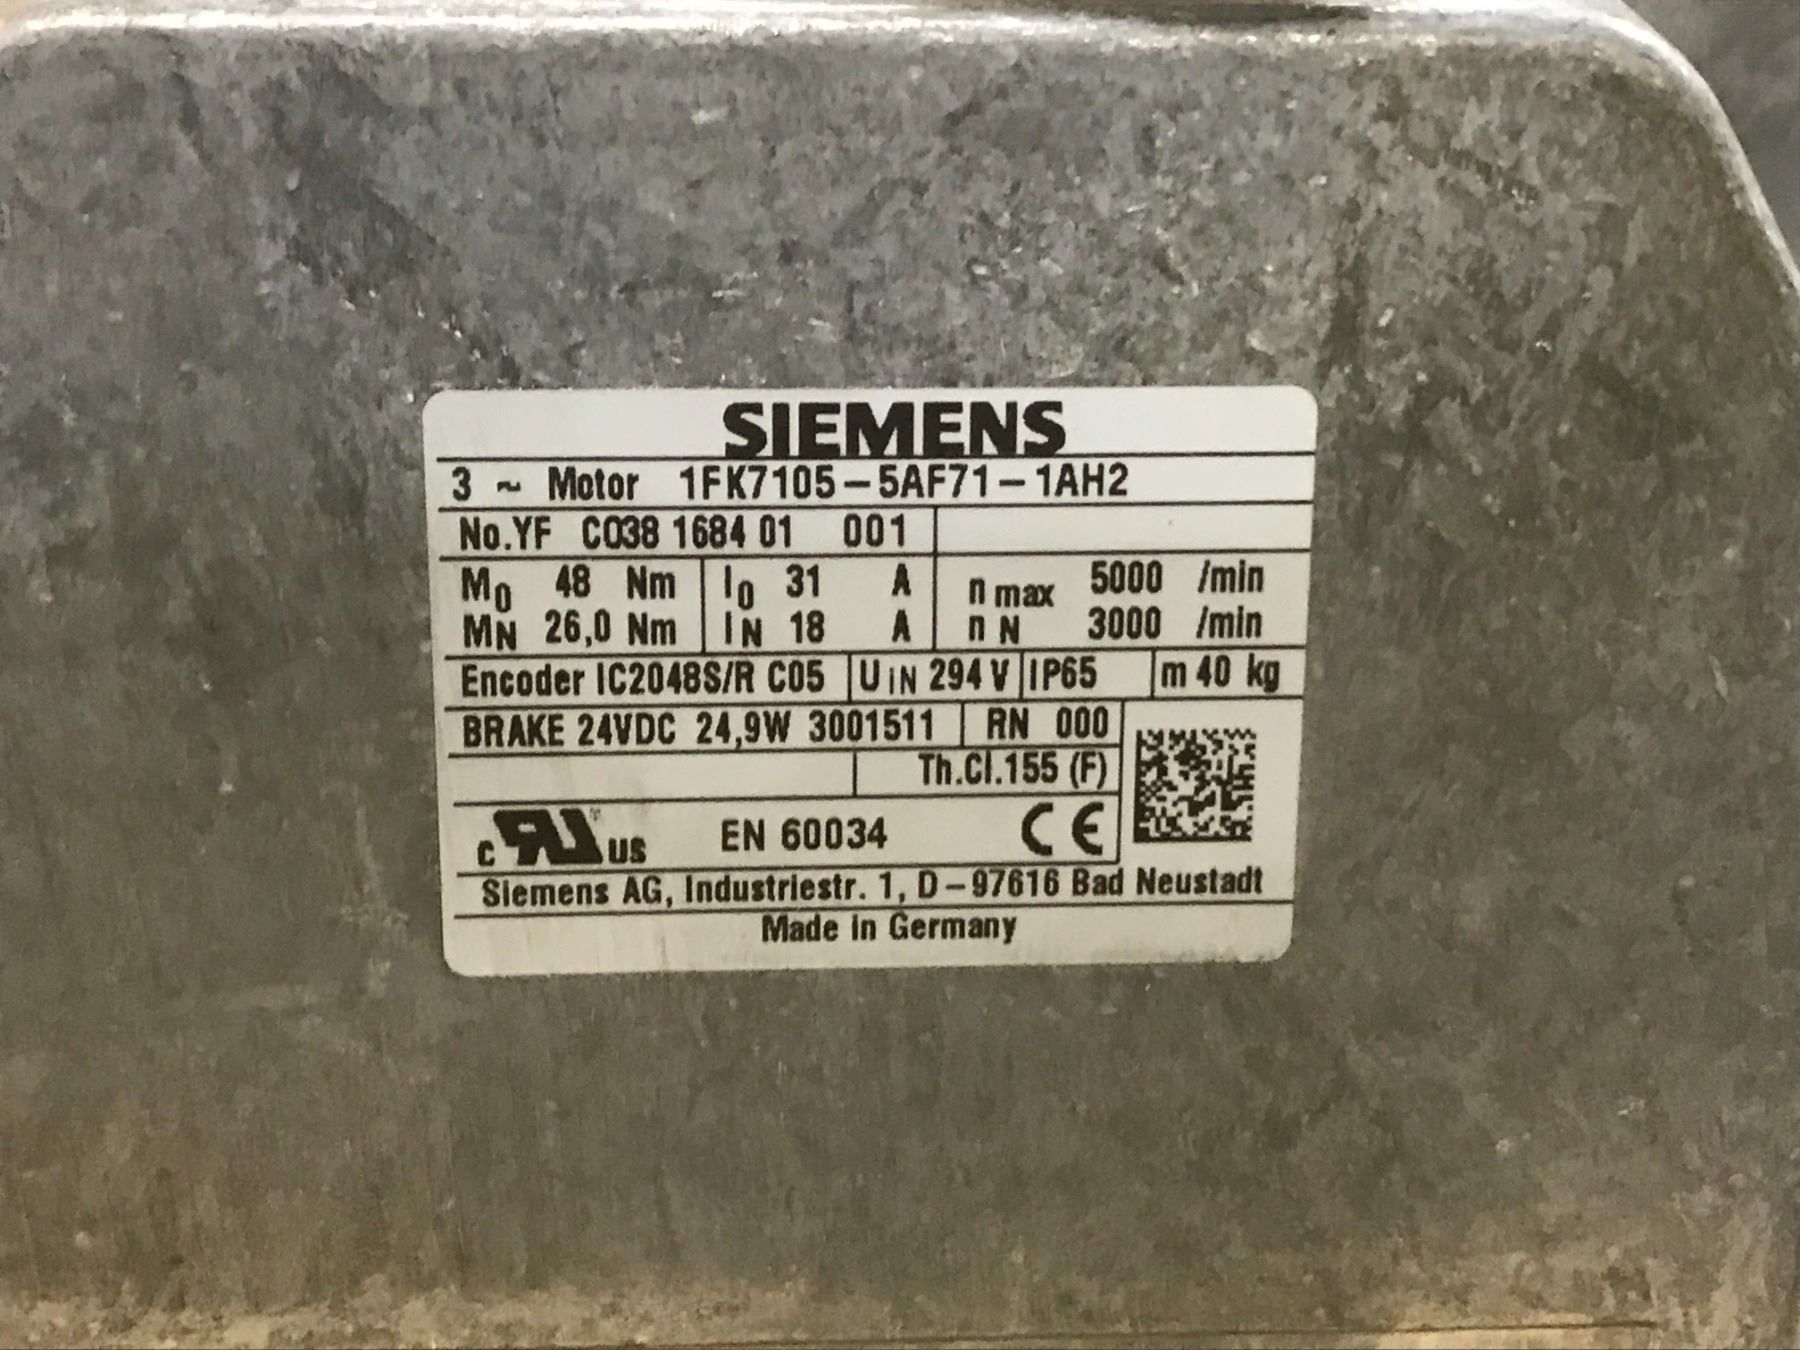 SIEMENS
3 ~ Motor 1FK7105-5AF71-1AH2
No.YF C038 1684 01 001
M0 48 Nm I0 31 A n max 5000 /min
MN 26,0 Nm IN 18 A n N 3000 /min
Encoder IC2048S/R C05 UIN 294 V IP65 m 40 kg
BRAKE 24VDC 24,9W 3001511 RN 000
Th.Cl.155 (F)
c RU us EN 60034 CE
Siemens AG, Industriestr. 1, D-97616 Bad Neustadt
Made in Germany